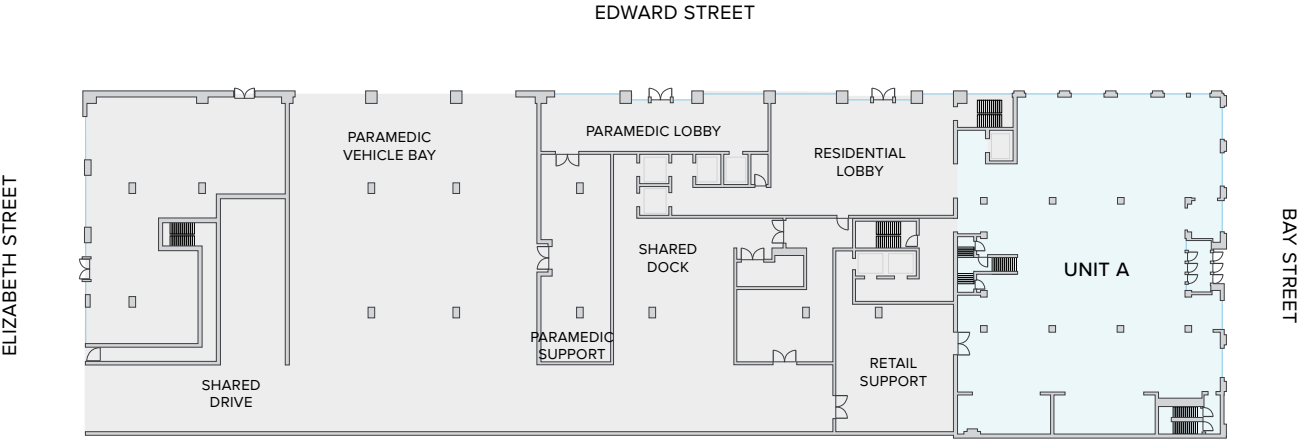 EDWARD STREET
PARAMEDIC
VEHICLE BAY
PARAMEDIC LOBBY
RESIDENTIAL
LOBBY
ELIZABETH STREET
SHARED
DOCK
UNIT A
BAY STREET
PARAMEDIC
SUPPORT
RETAIL
SUPPORT
SHARED
DRIVE